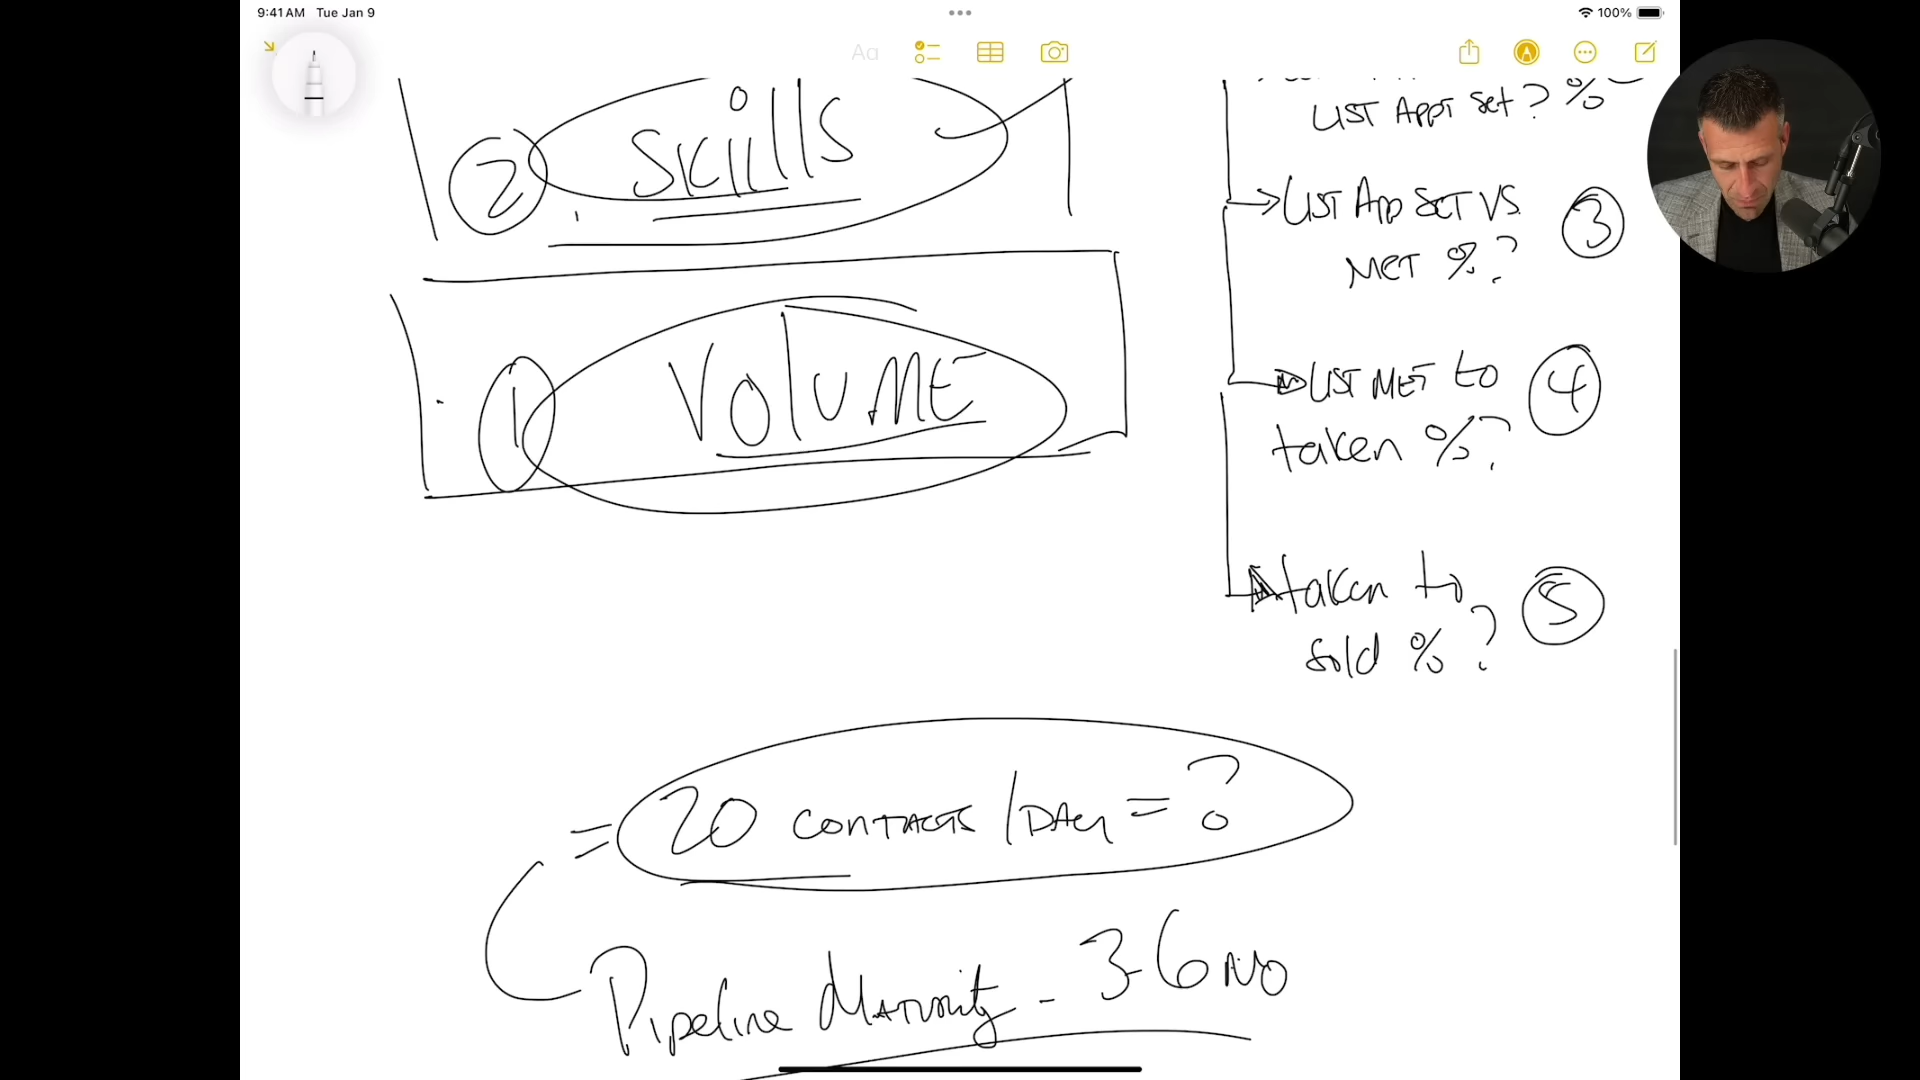 9:41 AM Tue Jan 9
100%
Aa
② Skills
① VOLUME
LIST APPT Set? %
LIST App SET VS ③
MET %?
LIST MET to ④
taken %?
taken to ⑤
sold %?
= 20 CONTACTS / DAY = ?
Pipeline Maturity - 3-6 MO